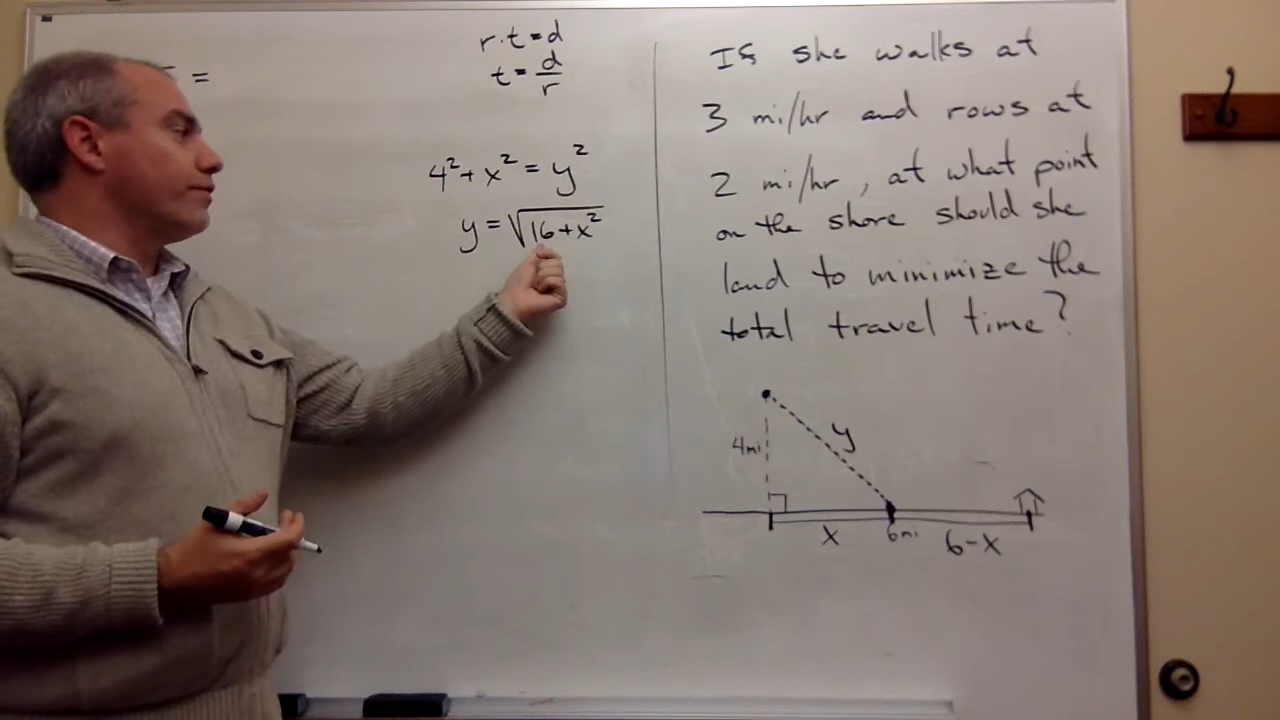 =
r·t=d
t=d/r
4²+x²=y²
y=√16+x²
If she walks at
3 mi/hr and rows at
2 mi/hr, at what point
on the shore should she
land to minimize the
total travel time?
4mi
y
x
6mi
6-x